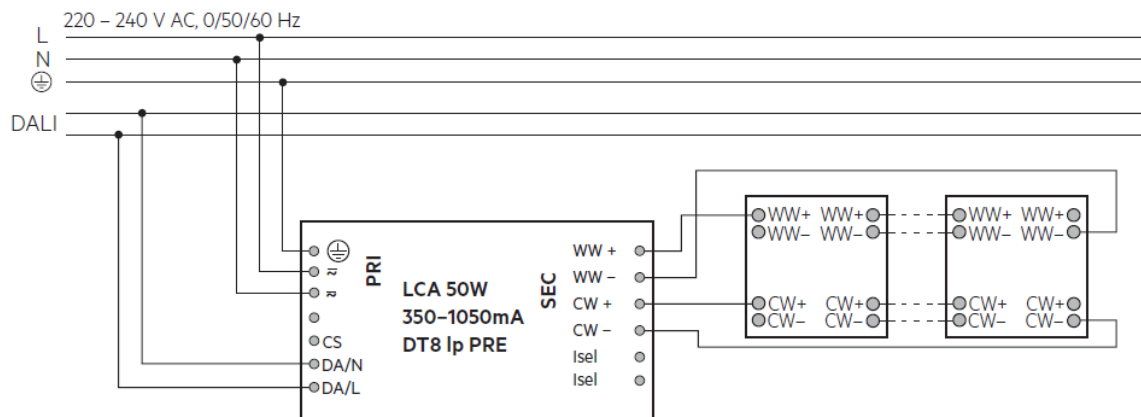 220 – 240 V AC, 0/50/60 Hz
L
N
DALI
PRI
CS
DA/N
DA/L
LCA 50W
350–1050mA
DT8 lp PRE
SEC
WW +
WW –
CW +
CW –
Isel
Isel
WW+ WW+
WW– WW–
CW+ CW+
CW– CW–
WW+ WW+
WW– WW–
CW+ CW+
CW– CW–